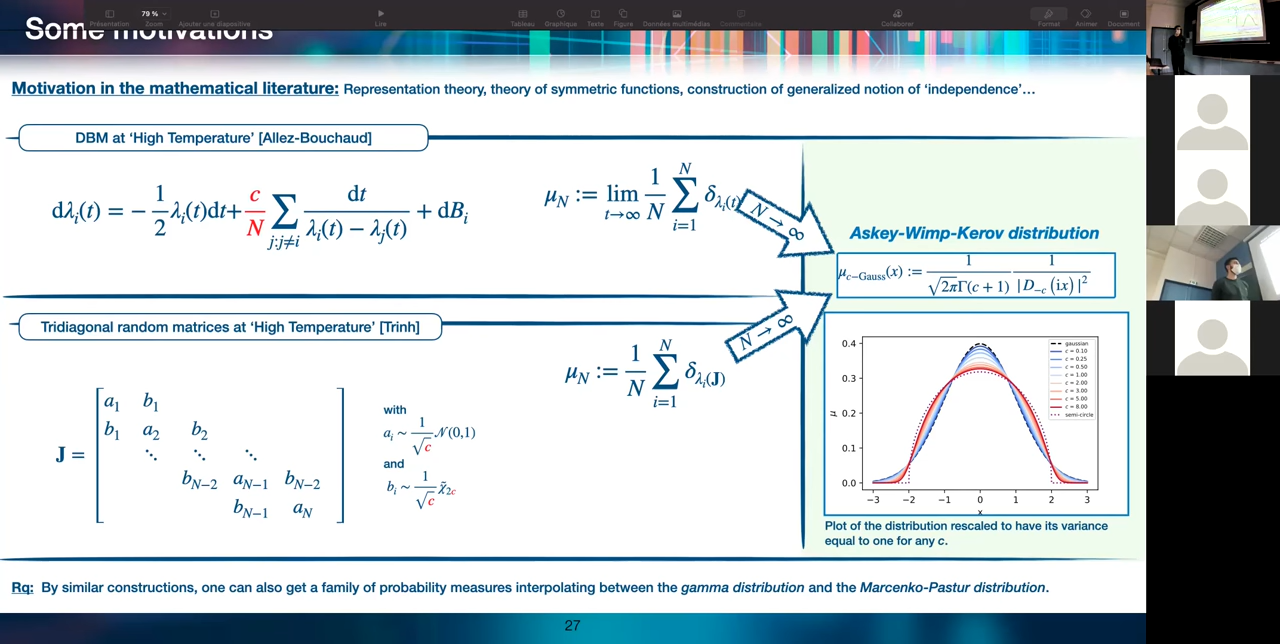 Présentation
79 %
Zoom
Ajouter une diapositive
Lire
Tableau
Graphique
Texte
Figure
Données multimédias
Commentaire
Collaborer
Format
Animer
Document
Some motivations
Motivation in the mathematical literature: Representation theory, theory of symmetric functions, construction of generalized notion of ‘independence’…
DBM at ‘High Temperature’ [Allez-Bouchaud]
dλᵢ(t) = − 1/2 λᵢ(t)dt + c/N ∑_{j:j≠i} dt / (λᵢ(t) − λⱼ(t)) + dBᵢ
μ_N := lim_{t→∞} 1/N ∑_{i=1}^{N} δ_{λᵢ(t)}
N → ∞
Askey-Wimp-Kerov distribution
μ_{c−Gauss}(x) := 1 / (√2π Γ(c + 1)) 1 / |D_{−c}(ix)|²
Tridiagonal random matrices at ‘High Temperature’ [Trinh]
N → ∞
μ_N := 1/N ∑_{i=1}^{N} δ_{λᵢ(J)}
J =
a₁ b₁
b₁ a₂ b₂
⋱ ⋱ ⋱
b_{N−2} a_{N−1} b_{N−2}
b_{N−1} a_N
with
aᵢ ~ 1/√c 𝒩(0,1)
and
bᵢ ~ 1/√c χ̃_{2c}
μ
0.4
0.3
0.2
0.1
0.0
−3 −2 −1 0 1 2 3
x
gaussian
c = 0.10
c = 0.25
c = 0.50
c = 1.00
c = 2.00
c = 3.00
c = 5.00
c = 8.00
semi-circle
Plot of the distribution rescaled to have its variance
equal to one for any c.
Rq: By similar constructions, one can also get a family of probability measures interpolating between the gamma distribution and the Marcenko-Pastur distribution.
27